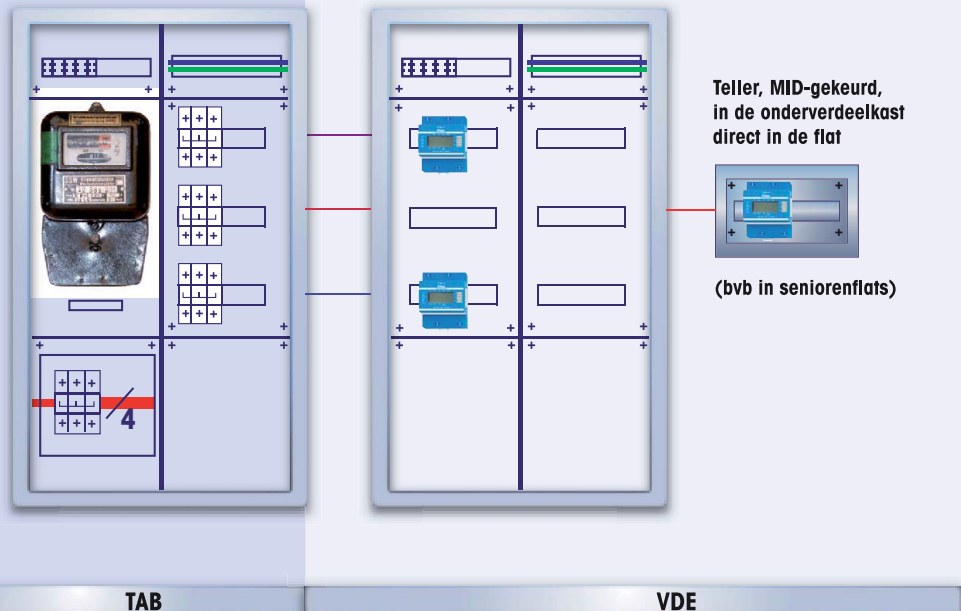 Teller, MID-gekeurd,
in de onderverdeelkast
direct in de flat
(bvb in seniorenflats)
4
TAB
VDE